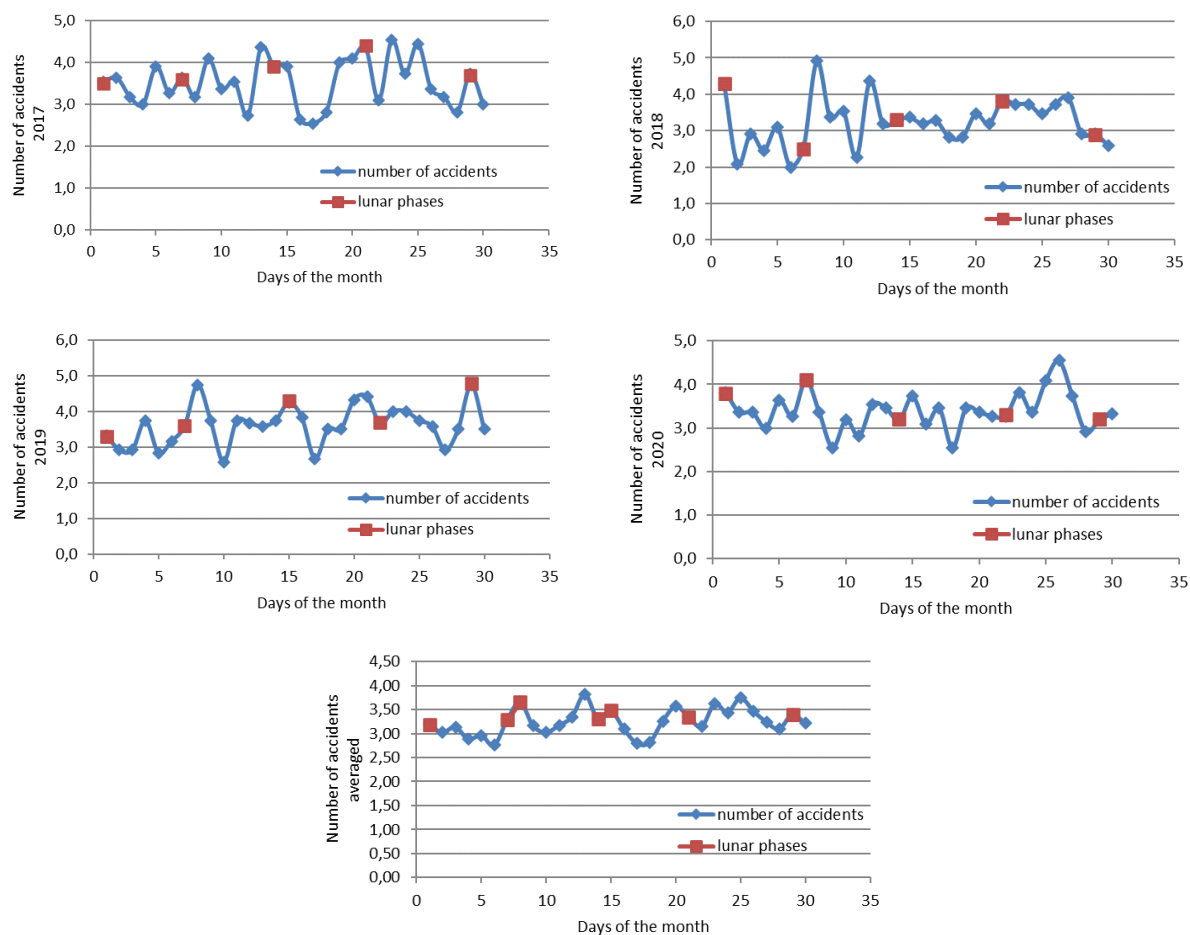 Number of accidents
2017
5,0
4,0
3,0
2,0
1,0
0,0
number of accidents
lunar phases
0 5 10 15 20 25 30 35
Days of the month
Number of accidents
2018
6,0
5,0
4,0
3,0
2,0
1,0
0,0
number of accidents
lunar phases
0 5 10 15 20 25 30 35
Days of the month
Number of accidents
2019
6,0
5,0
4,0
3,0
2,0
1,0
0,0
number of accidents
lunar phases
0 5 10 15 20 25 30 35
Days of the month
Number of accidents
2020
5,0
4,0
3,0
2,0
1,0
0,0
number of accidents
lunar phases
0 5 10 15 20 25 30 35
Days of the month
Number of accidents
averaged
4,50
4,00
3,50
3,00
2,50
2,00
1,50
1,00
0,50
0,00
number of accidents
lunar phases
0 5 10 15 20 25 30 35
Days of the month